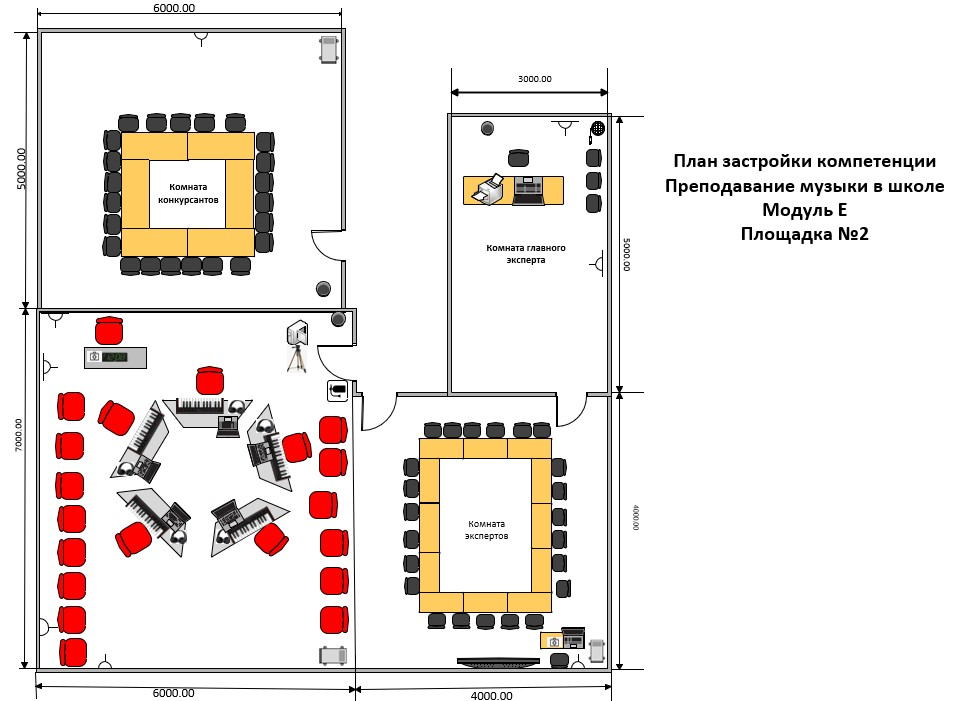 6000.00
3000.00
5000.00
План застройки компетенции
Преподавание музыки в школе
Модуль Е
Площадка №2
Комната
конкурсантов
Комната главного
эксперта
5000.00
7000.00
4000.00
Комната
экспертов
6000.00
4000.00